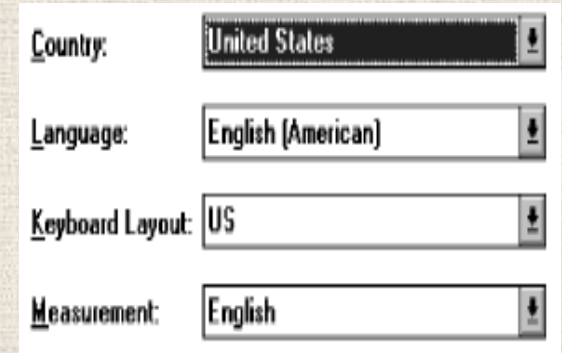 Country: United States
Language: English (American)
Keyboard Layout: US
Measurement: English